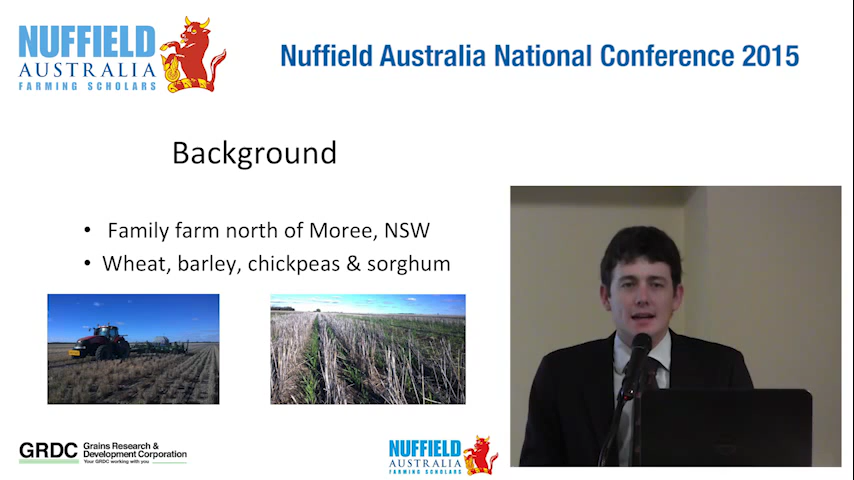 NUFFIELD
AUSTRALIA
FARMING SCHOLARS
Nuffield Australia National Conference 2015
Background
• Family farm north of Moree, NSW
• Wheat, barley, chickpeas & sorghum
GRDC
Grains Research &
Development Corporation
Your GRDC working with you
NUFFIELD
AUSTRALIA
FARMING SCHOLARS